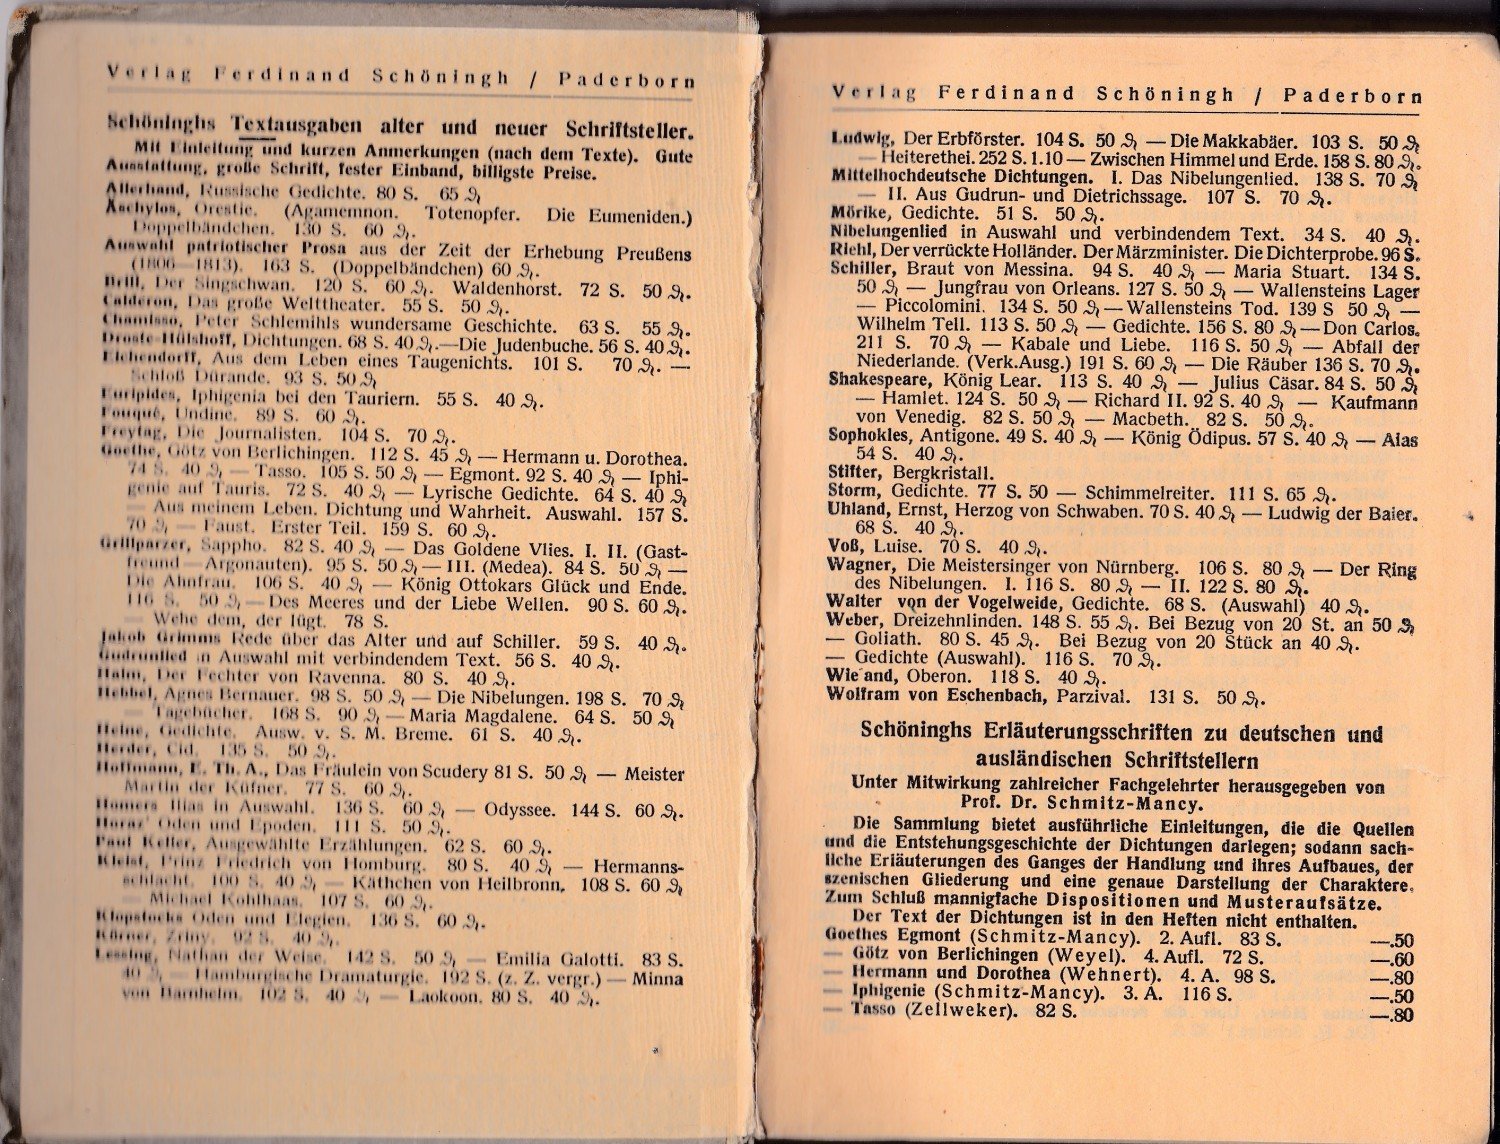 Verlag Ferdinand Schöningh / Paderborn
Schöninghs Textausgaben alter und neuer Schriftsteller.
Mit Einleitung und kurzen Anmerkungen (nach dem Texte). Gute
Ausstattung, große Schrift, fester Einband, billigste Preise.
Allerhand, Russische Gedichte. 80 S. 65 ₰
Aschylos, Orestie. (Agamemnon. Totenopfer. Die Eumeniden.)
Doppelbändchen. 130 S. 60 ₰.
Auswahl patriotischer Prosa aus der Zeit der Erhebung Preußens
(1806—1813). 163 S. (Doppelbändchen) 60 ₰.
Brill, Der Singschwan. 120 S. 60 ₰. Waldenhorst. 72 S. 50 ₰.
Calderon, Das große Welttheater. 55 S. 50 ₰.
Chamisso, Peter Schlemihls wundersame Geschichte. 63 S. 55 ₰.
Droste-Hülshoff, Dichtungen. 68 S. 40 ₰.—Die Judenbuche. 56 S. 40 ₰.
Eichendorff, Aus dem Leben eines Taugenichts. 101 S. 70 ₰. —
Schloß Dürande. 93 S. 50 ₰
Euripides, Iphigenia bei den Tauriern. 55 S. 40 ₰.
Fouqué, Undine. 89 S. 60 ₰.
Freytag, Die Journalisten. 104 S. 70 ₰.
Goethe, Götz von Berlichingen. 112 S. 45 ₰ — Hermann u. Dorothea.
74 S. 40 ₰ — Tasso. 105 S. 50 ₰ — Egmont. 92 S. 40 ₰ — Iphi-
genie auf Tauris. 72 S. 40 ₰ — Lyrische Gedichte. 64 S. 40 ₰
— Aus meinem Leben. Dichtung und Wahrheit. Auswahl. 157 S.
70 ₰ — Faust. Erster Teil. 159 S. 60 ₰.
Grillparzer, Sappho. 82 S. 40 ₰ — Das Goldene Vlies. I. II. (Gast-
freund — Argonauten). 95 S. 50 ₰ — III. (Medea). 84 S. 50 ₰ —
Die Ahnfrau. 106 S. 40 ₰ — König Ottokars Glück und Ende.
116 S. 50 ₰ — Des Meeres und der Liebe Wellen. 90 S. 60 ₰.
— Wehe dem, der lügt. 78 S.
Jakob Grimms Rede über das Alter und auf Schiller. 59 S. 40 ₰.
Gudrunlied in Auswahl mit verbindendem Text. 56 S. 40 ₰.
Halm, Der Fechter von Ravenna. 80 S. 40 ₰.
Hebbel, Agnes Bernauer. 98 S. 50 ₰ — Die Nibelungen. 198 S. 70 ₰
— Tagebücher. 168 S. 90 ₰ — Maria Magdalene. 64 S. 50 ₰
Heine, Gedichte. Ausw. v. S. M. Breme. 61 S. 40 ₰.
Herder, Cid. 135 S. 50 ₰.
Hoffmann, E. Th. A., Das Fräulein von Scudery 81 S. 50 ₰ — Meister
Martin der Küfner. 77 S. 60 ₰.
Homers Ilias in Auswahl. 136 S. 60 ₰ — Odyssee. 144 S. 60 ₰.
Horaz' Oden und Epoden. 111 S. 50 ₰.
Paul Keller, Ausgewählte Erzählungen. 62 S. 60 ₰.
Kleist, Prinz Friedrich von Homburg. 80 S. 40 ₰ — Hermanns-
schlacht. 100 S. 40 ₰ — Käthchen von Heilbronn. 108 S. 60 ₰
— Michael Kohlhaas. 107 S. 60 ₰.
Klopstocks Oden und Elegien. 136 S. 60 ₰.
Körner, Zriny. 92 S. 40 ₰.
Lessing, Nathan der Weise. 142 S. 50 ₰ — Emilia Galotti. 83 S.
40 ₰ — Hamburgische Dramaturgie. 192 S. (z. Z. vergr.) — Minna
von Barnhelm. 102 S. 40 ₰ — Laokoon. 80 S. 40 ₰.
Verlag Ferdinand Schöningh / Paderborn
Ludwig, Der Erbförster. 104 S. 50 ₰ — Die Makkabäer. 103 S. 50 ₰
— Heiterethei. 252 S. 1.10 — Zwischen Himmel und Erde. 158 S. 80 ₰.
Mittelhochdeutsche Dichtungen. I. Das Nibelungenlied. 138 S. 70 ₰
— II. Aus Gudrun- und Dietrichssage. 107 S. 70 ₰.
Mörike, Gedichte. 51 S. 50 ₰.
Nibelungenlied in Auswahl und verbindendem Text. 34 S. 40 ₰.
Riehl, Der verrückte Holländer. Der Märzminister. Die Dichterprobe. 96 S.
Schiller, Braut von Messina. 94 S. 40 ₰ — Maria Stuart. 134 S.
50 ₰ — Jungfrau von Orleans. 127 S. 50 ₰ — Wallensteins Lager
— Piccolomini. 134 S. 50 ₰ — Wallensteins Tod. 139 S 50 ₰ —
Wilhelm Tell. 113 S. 50 ₰ — Gedichte. 156 S. 80 ₰ — Don Carlos.
211 S. 70 ₰ — Kabale und Liebe. 116 S. 50 ₰ — Abfall der
Niederlande. (Verk. Ausg.) 191 S. 60 ₰ — Die Räuber 136 S. 70 ₰.
Shakespeare, König Lear. 113 S. 40 ₰ — Julius Cäsar. 84 S. 50 ₰
— Hamlet. 124 S. 50 ₰ — Richard II. 92 S. 40 ₰ — Kaufmann
von Venedig. 82 S. 50 ₰ — Macbeth. 82 S. 50 ₰.
Sophokles, Antigone. 49 S. 40 ₰ — König Ödipus. 57 S. 40 ₰ — Aias
54 S. 40 ₰.
Stifter, Bergkristall.
Storm, Gedichte. 77 S. 50 — Schimmelreiter. 111 S. 65 ₰.
Uhland, Ernst, Herzog von Schwaben. 70 S. 40 ₰ — Ludwig der Baier.
68 S. 40 ₰.
Voß, Luise. 70 S. 40 ₰.
Wagner, Die Meistersinger von Nürnberg. 106 S. 80 ₰ — Der Ring
des Nibelungen. I. 116 S. 80 ₰ — II. 122 S. 80 ₰.
Walter von der Vogelweide, Gedichte. 68 S. (Auswahl) 40 ₰.
Weber, Dreizehnlinden. 148 S. 55 ₰. Bei Bezug von 20 St. an 50 ₰
— Goliath. 80 S. 45 ₰. Bei Bezug von 20 Stück an 40 ₰.
— Gedichte (Auswahl). 116 S. 70 ₰.
Wie and, Oberon. 118 S. 40 ₰.
Wolfram von Eschenbach, Parzival. 131 S. 50 ₰.
Schöninghs Erläuterungsschriften zu deutschen und
ausländischen Schriftstellern
Unter Mitwirkung zahlreicher Fachgelehrter herausgegeben von
Prof. Dr. Schmitz-Mancy.
Die Sammlung bietet ausführliche Einleitungen, die die Quellen
und die Entstehungsgeschichte der Dichtungen darlegen; sodann sach-
liche Erläuterungen des Ganges der Handlung und ihres Aufbaues, der
szenischen Gliederung und eine genaue Darstellung der Charaktere.
Zum Schluß mannigfache Dispositionen und Musteraufsätze.
Der Text der Dichtungen ist in den Heften nicht enthalten.
Goethes Egmont (Schmitz-Mancy). 2. Aufl. 83 S. —.50
— Götz von Berlichingen (Weyel). 4. Aufl. 72 S. —.60
— Hermann und Dorothea (Wehnert). 4. A. 98 S. —.80
— Iphigenie (Schmitz-Mancy). 3. A. 116 S. —.50
— Tasso (Zellweker). 82 S. —.80